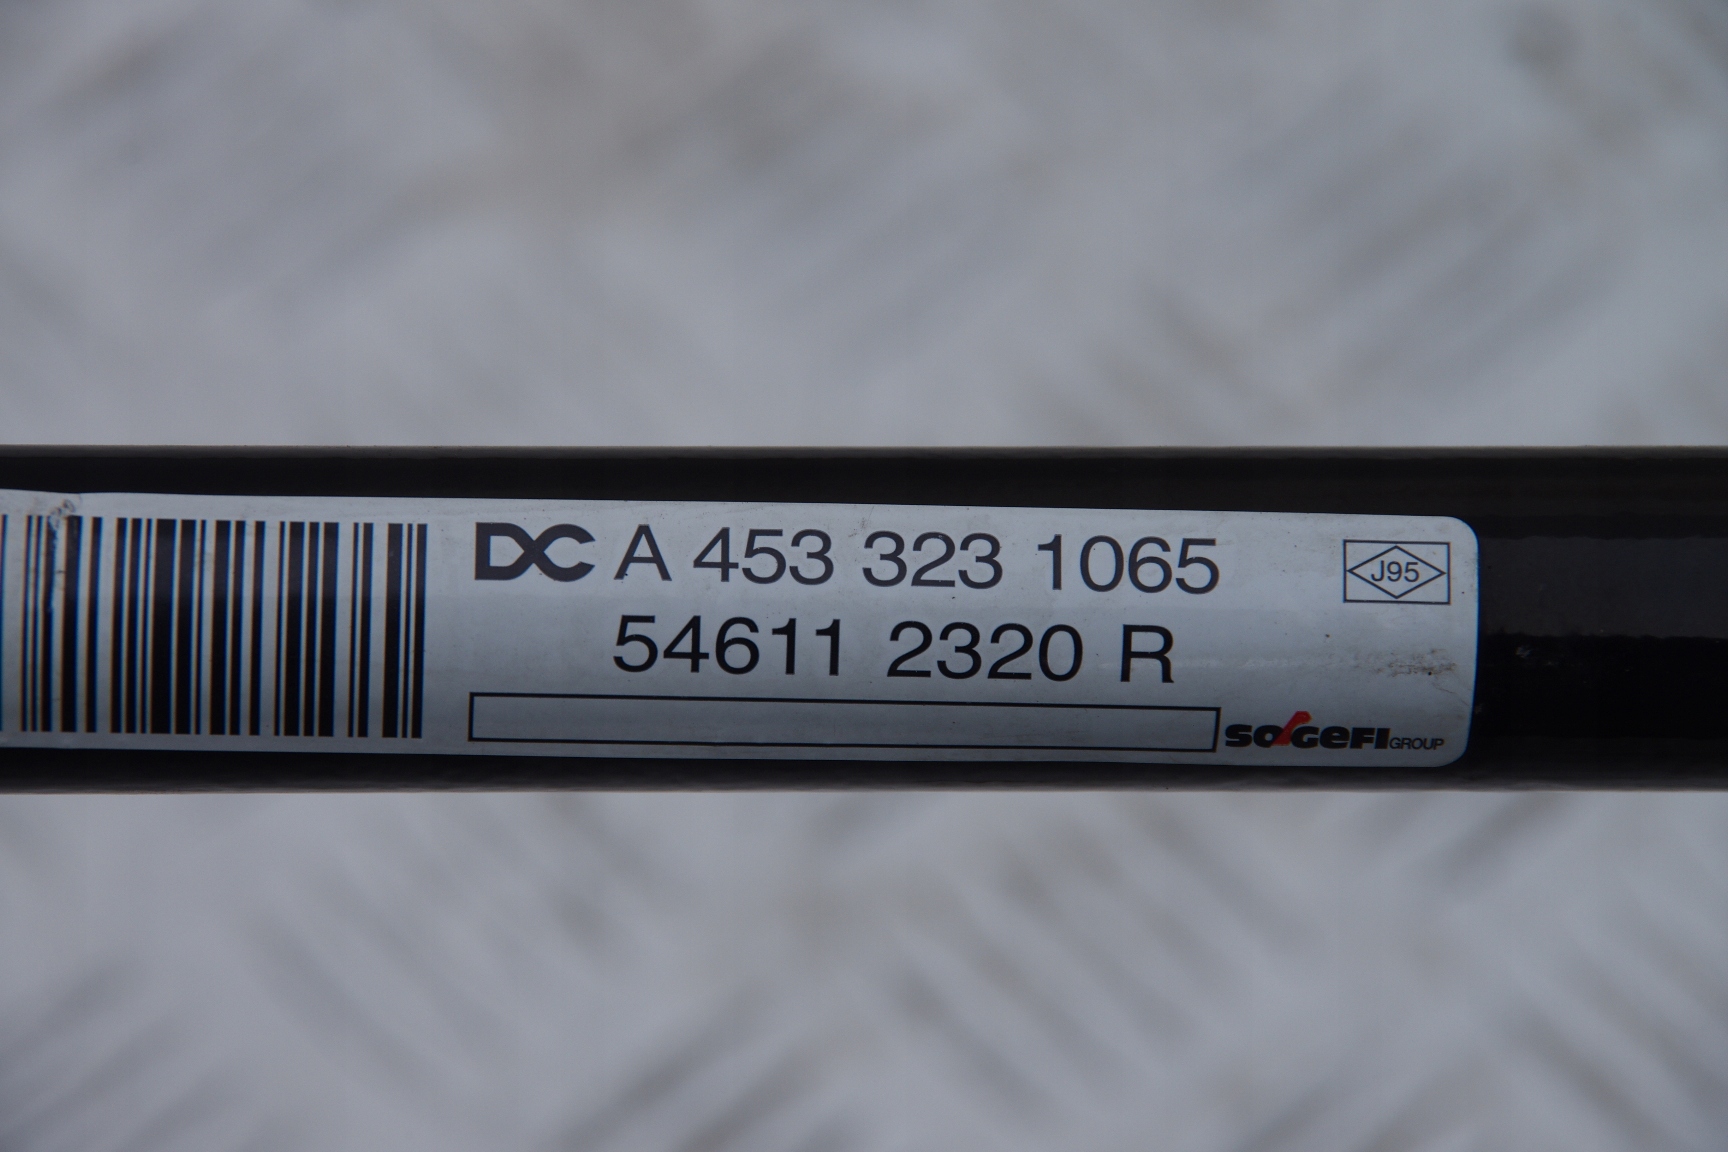 DC A 453 323 1065
J95
54611 2320 R
SOGEFI GROUP